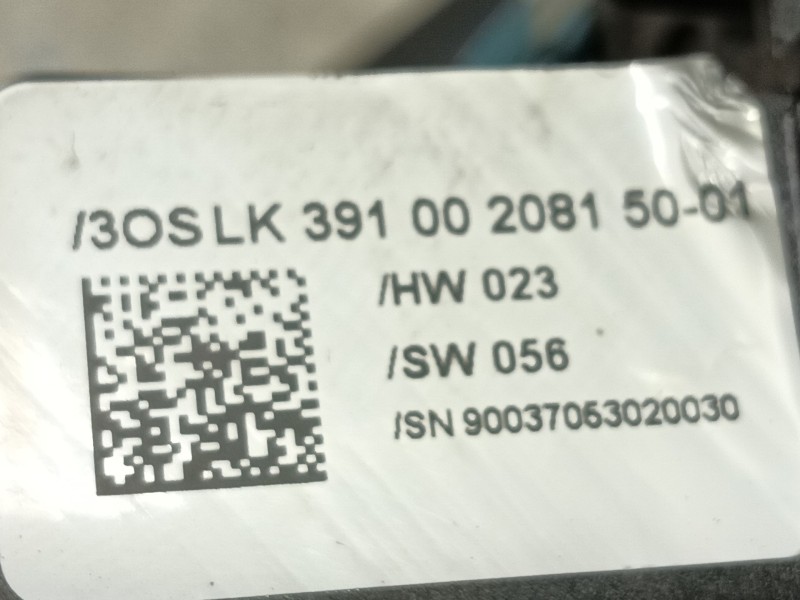 /3OSLK 391 00 2081 50-01
/HW 023
/SW 056
/SN 90037063020030